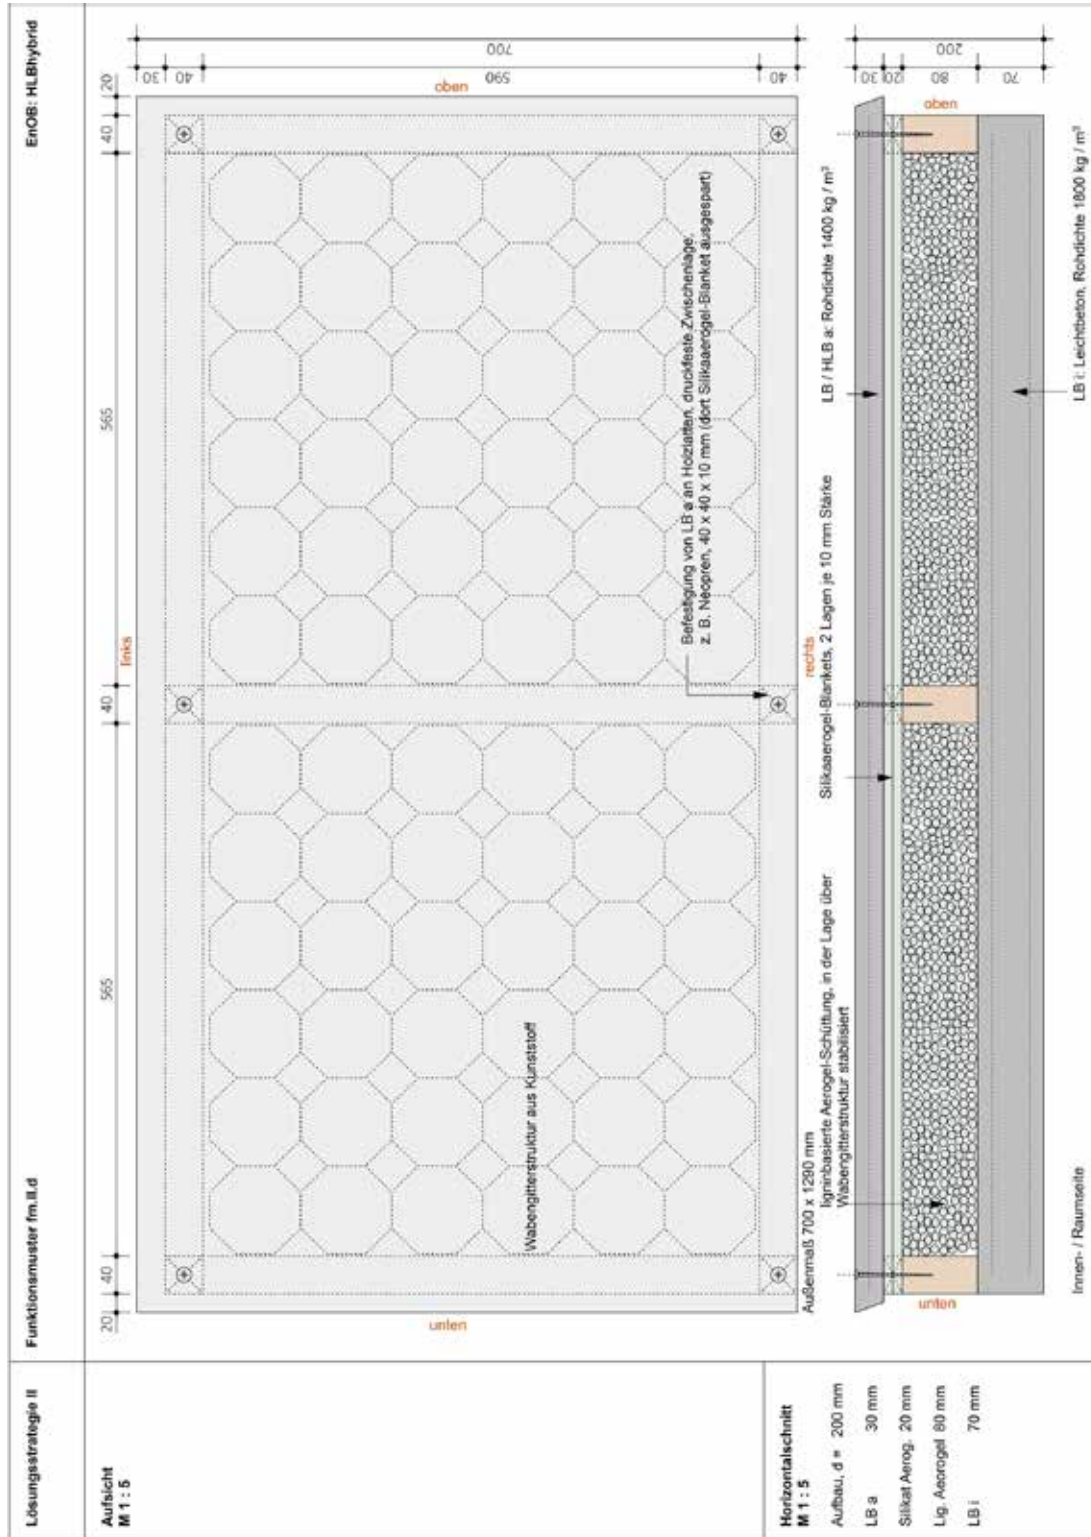 Lösungsstrategie II
Funktionsmuster fm.II.d
EnOB: HLBhybrid
Aufsicht
M 1 : 5
20
40
565
40
565
40
20
links
30
40
700
590
40
oben
unten
rechts
Wabengitterstruktur aus Kunststoff
Befestigung von LB a an Holzlatten, druckfeste Zwischenlage,
z. B. Neopren, 40 x 40 x 10 mm (dort Silikaaerogel-Blanket ausgespart)
Außenmaß 700 x 1290 mm
Horizontalschnitt
M 1 : 5
Aufbau, d = 200 mm
LB a 30 mm
Silikat Aerog. 20 mm
Lig. Aeorogel 80 mm
LB i 70 mm
ligninbasierte Aerogel-Schüttung, in der Lage über
Wabengitterstruktur stabilisiert
Silikaaerogel-Blankets, 2 Lagen je 10 mm Stärke
LB / HLB a: Rohdichte 1400 kg / m³
30
20
200
80
70
oben
unten
Innen- / Raumseite
LB i: Leichtbeton, Rohdichte 1800 kg / m³